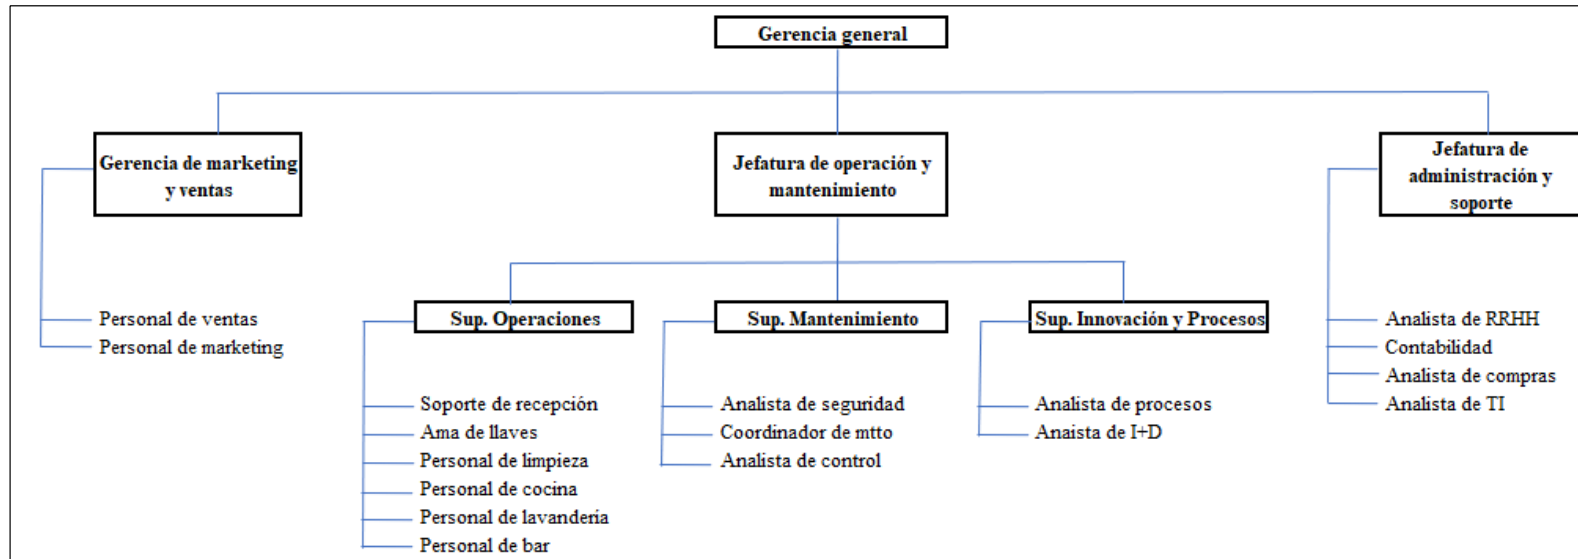 Gerencia general
Gerencia de marketing
y ventas
Jefatura de operación y
mantenimiento
Jefatura de
administración y
soporte
Personal de ventas
Personal de marketing
Sup. Operaciones
Soporte de recepción
Ama de llaves
Personal de limpieza
Personal de cocina
Personal de lavandería
Personal de bar
Sup. Mantenimiento
Analista de seguridad
Coordinador de mtto
Analista de control
Sup. Innovación y Procesos
Analista de procesos
Anaista de I+D
Analista de RRHH
Contabilidad
Analista de compras
Analista de TI